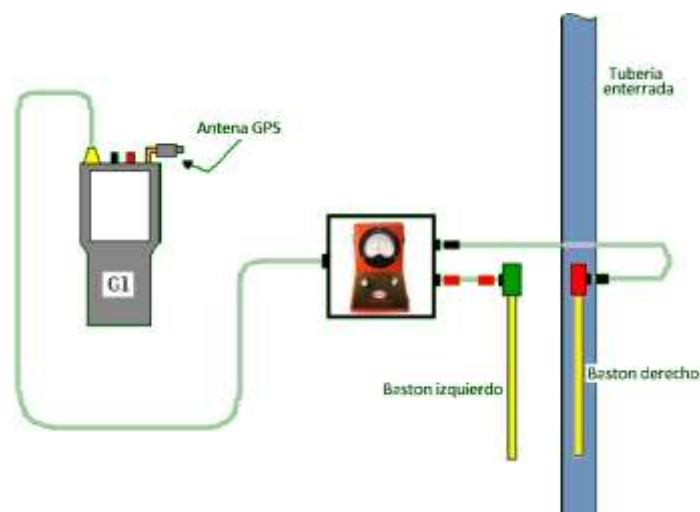 Tuberia
enterrada
Antena GPS
G1
Baston izquierdo
Baston derecho